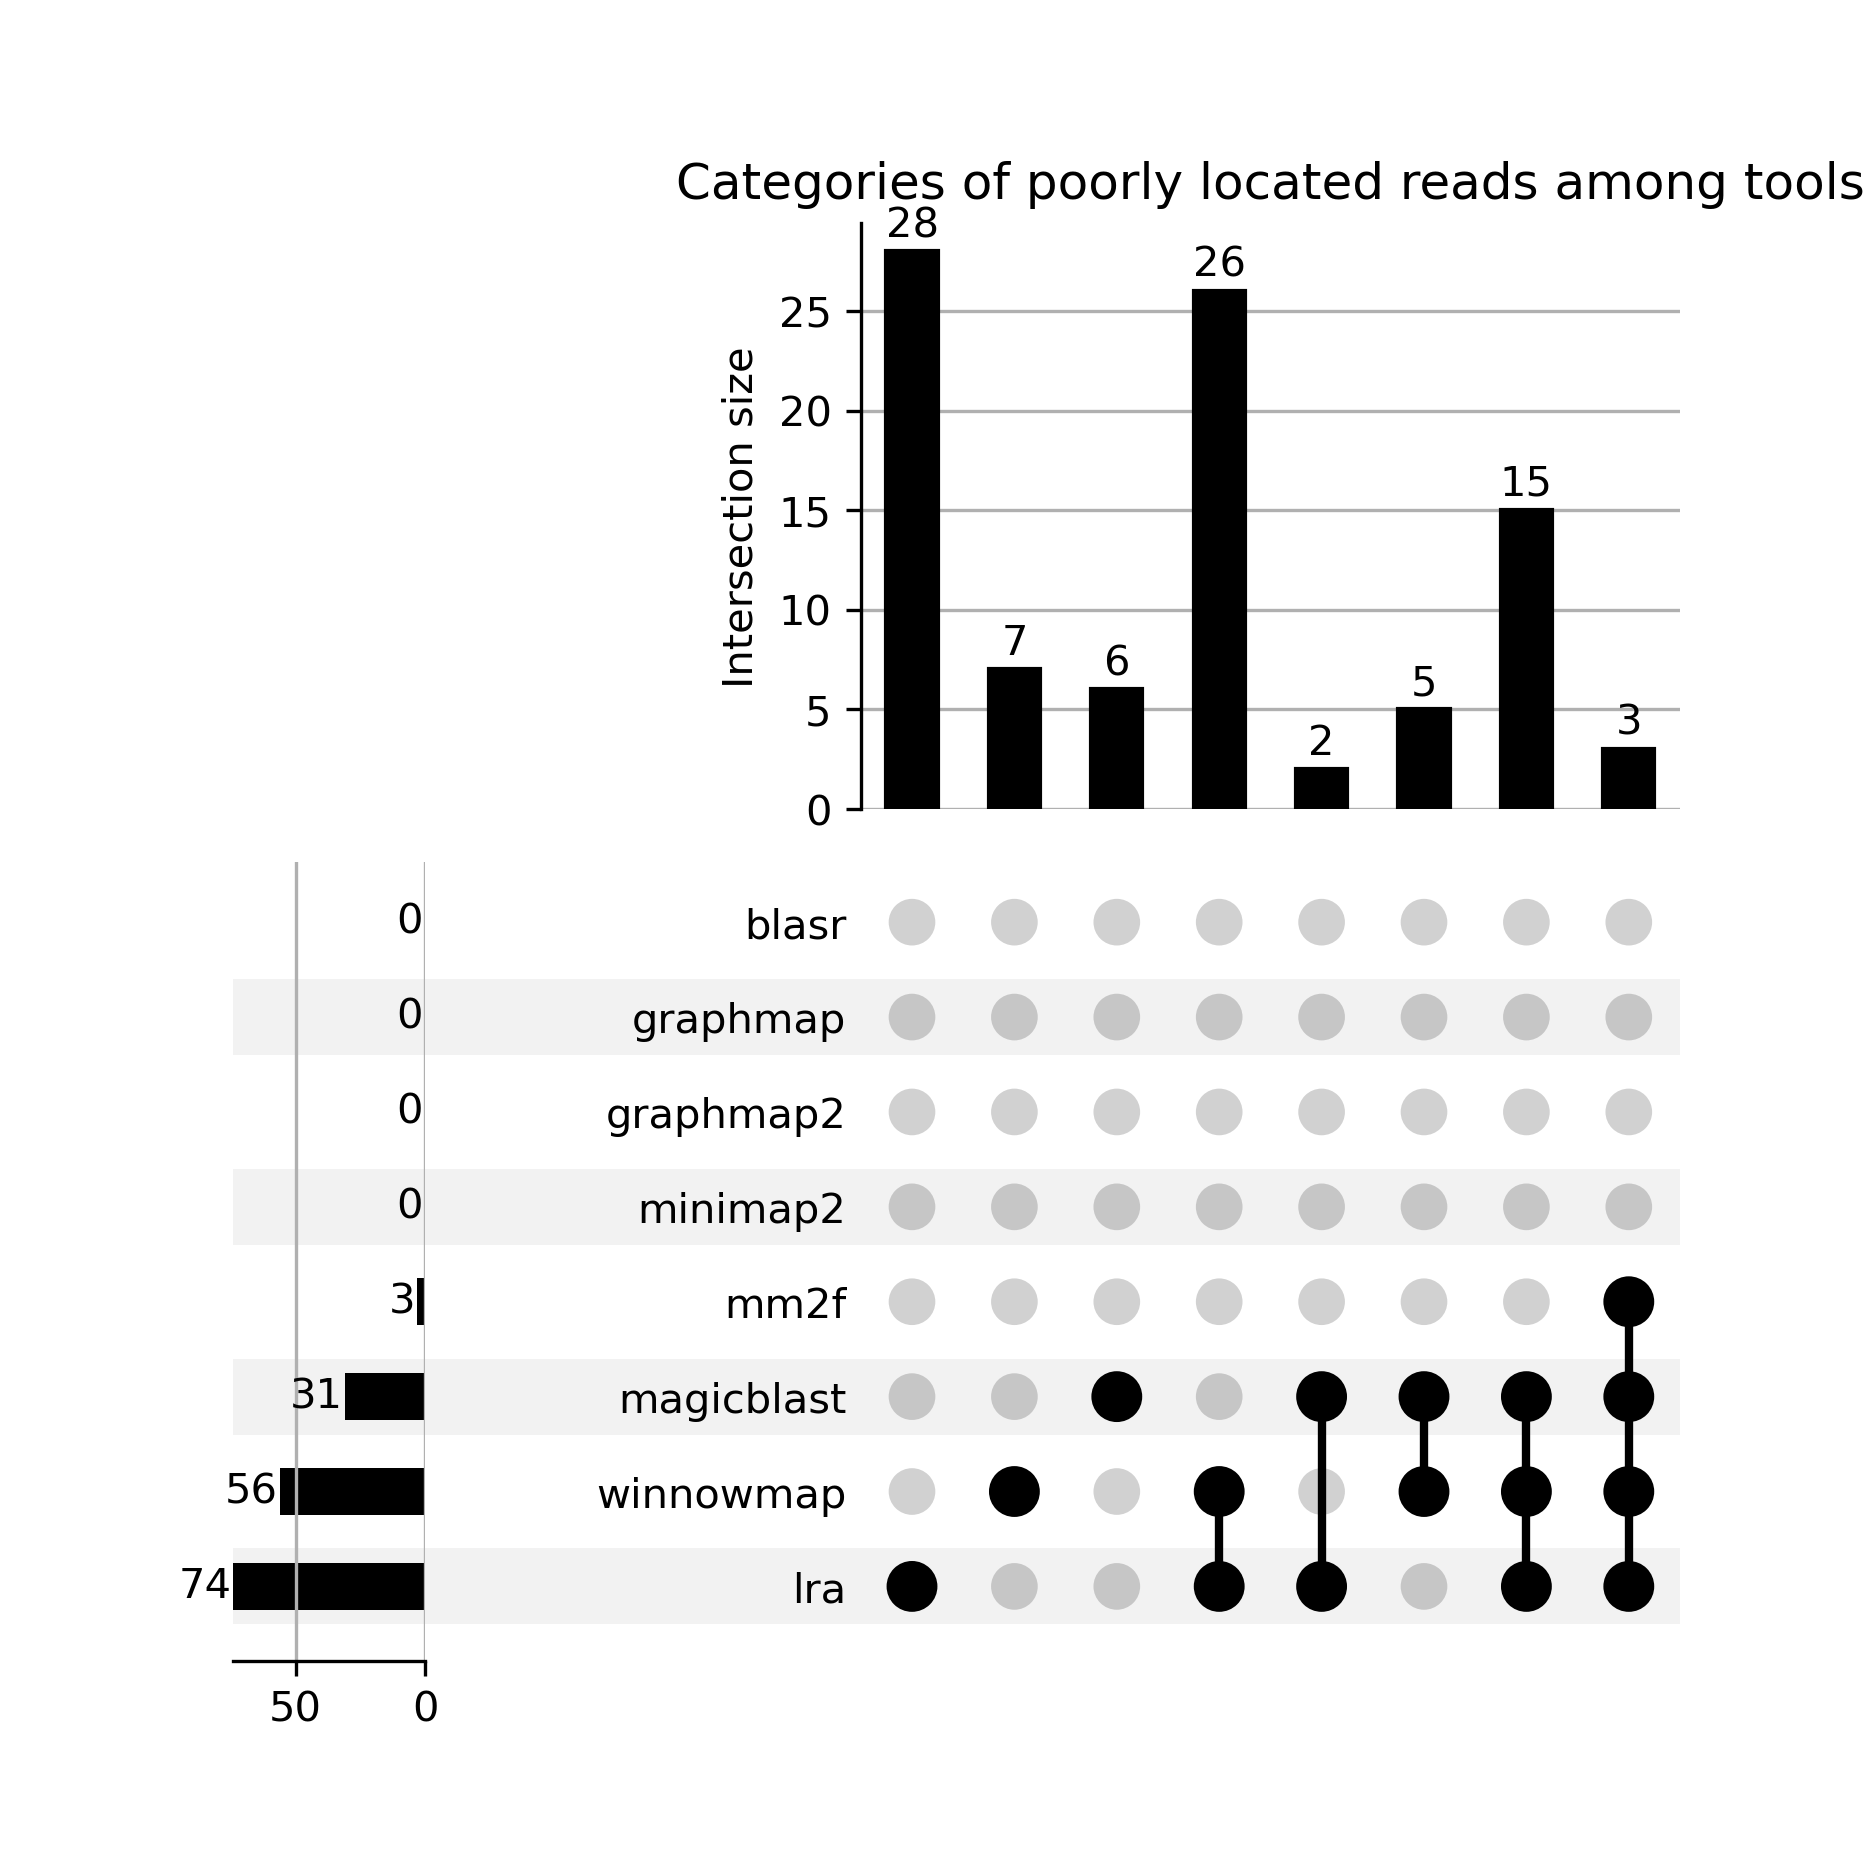 Categories of poorly located reads among tools
28
26
25
Intersection size
20
15
15
10
7
6
5
5
3
2
0
0 blasr
0 graphmap
0 graphmap2
0 minimap2
3 mm2f
31 magicblast
56 winnowmap
74 lra
50 0